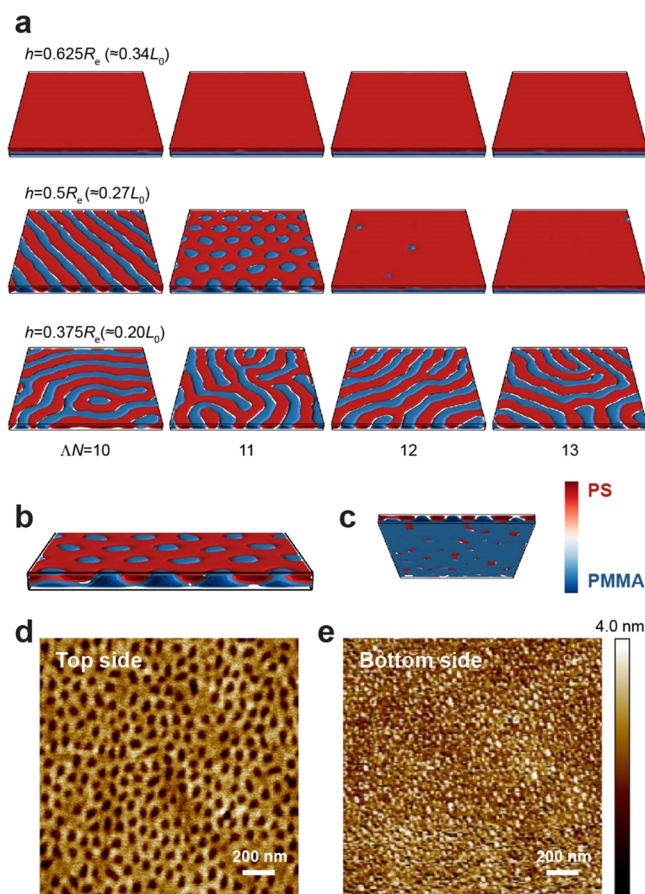 a
h=0.625Rₑ (≈0.34L₀)
h=0.5Rₑ (≈0.27L₀)
h=0.375Rₑ(≈0.20L₀)
ΛN=10 11 12 13
b
c
PS
PMMA
d
Top side
200 nm
e
Bottom side
200 nm
4.0 nm